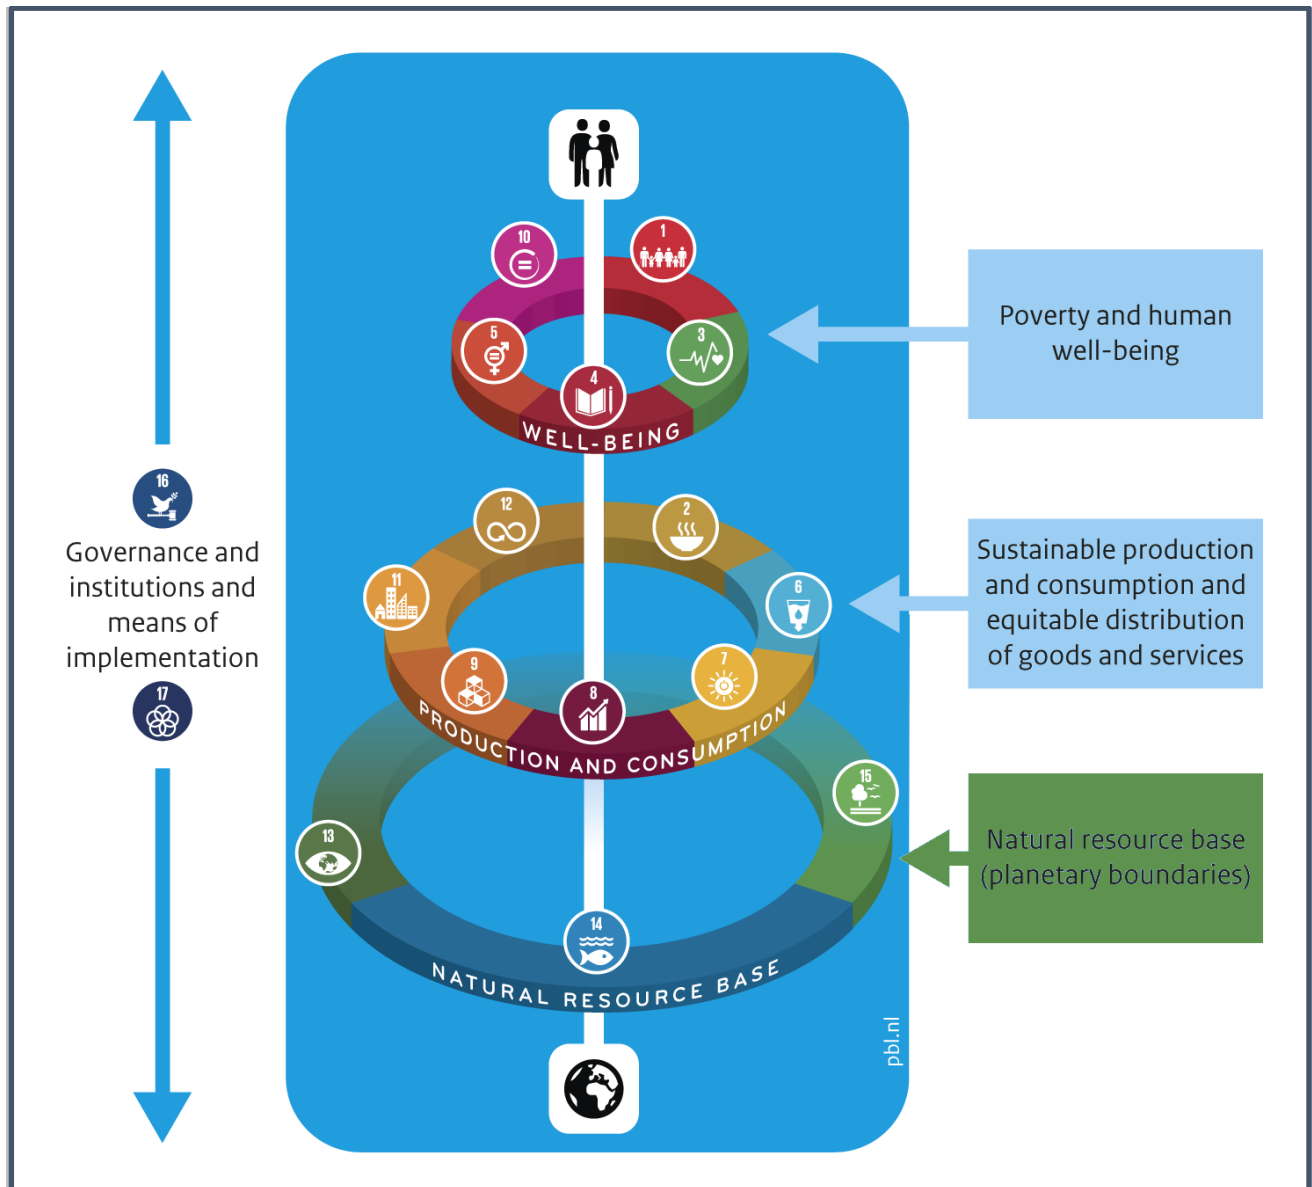 10
1
5
3
4
WELL-BEING
Poverty and human
well-being
16
Governance and
institutions and
means of
implementation
17
12
2
11
6
9
7
8
PRODUCTION AND CONSUMPTION
Sustainable production
and consumption and
equitable distribution
of goods and services
15
13
14
NATURAL RESOURCE BASE
Natural resource base
(planetary boundaries)
pbl.nl